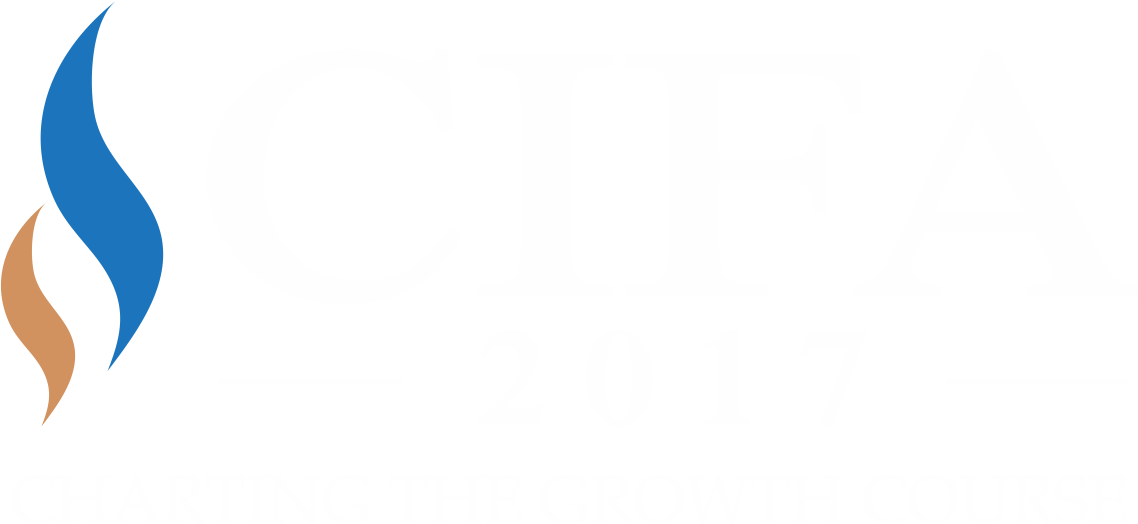 CIFA
2017
CHARTING THE GROWTH COURSE